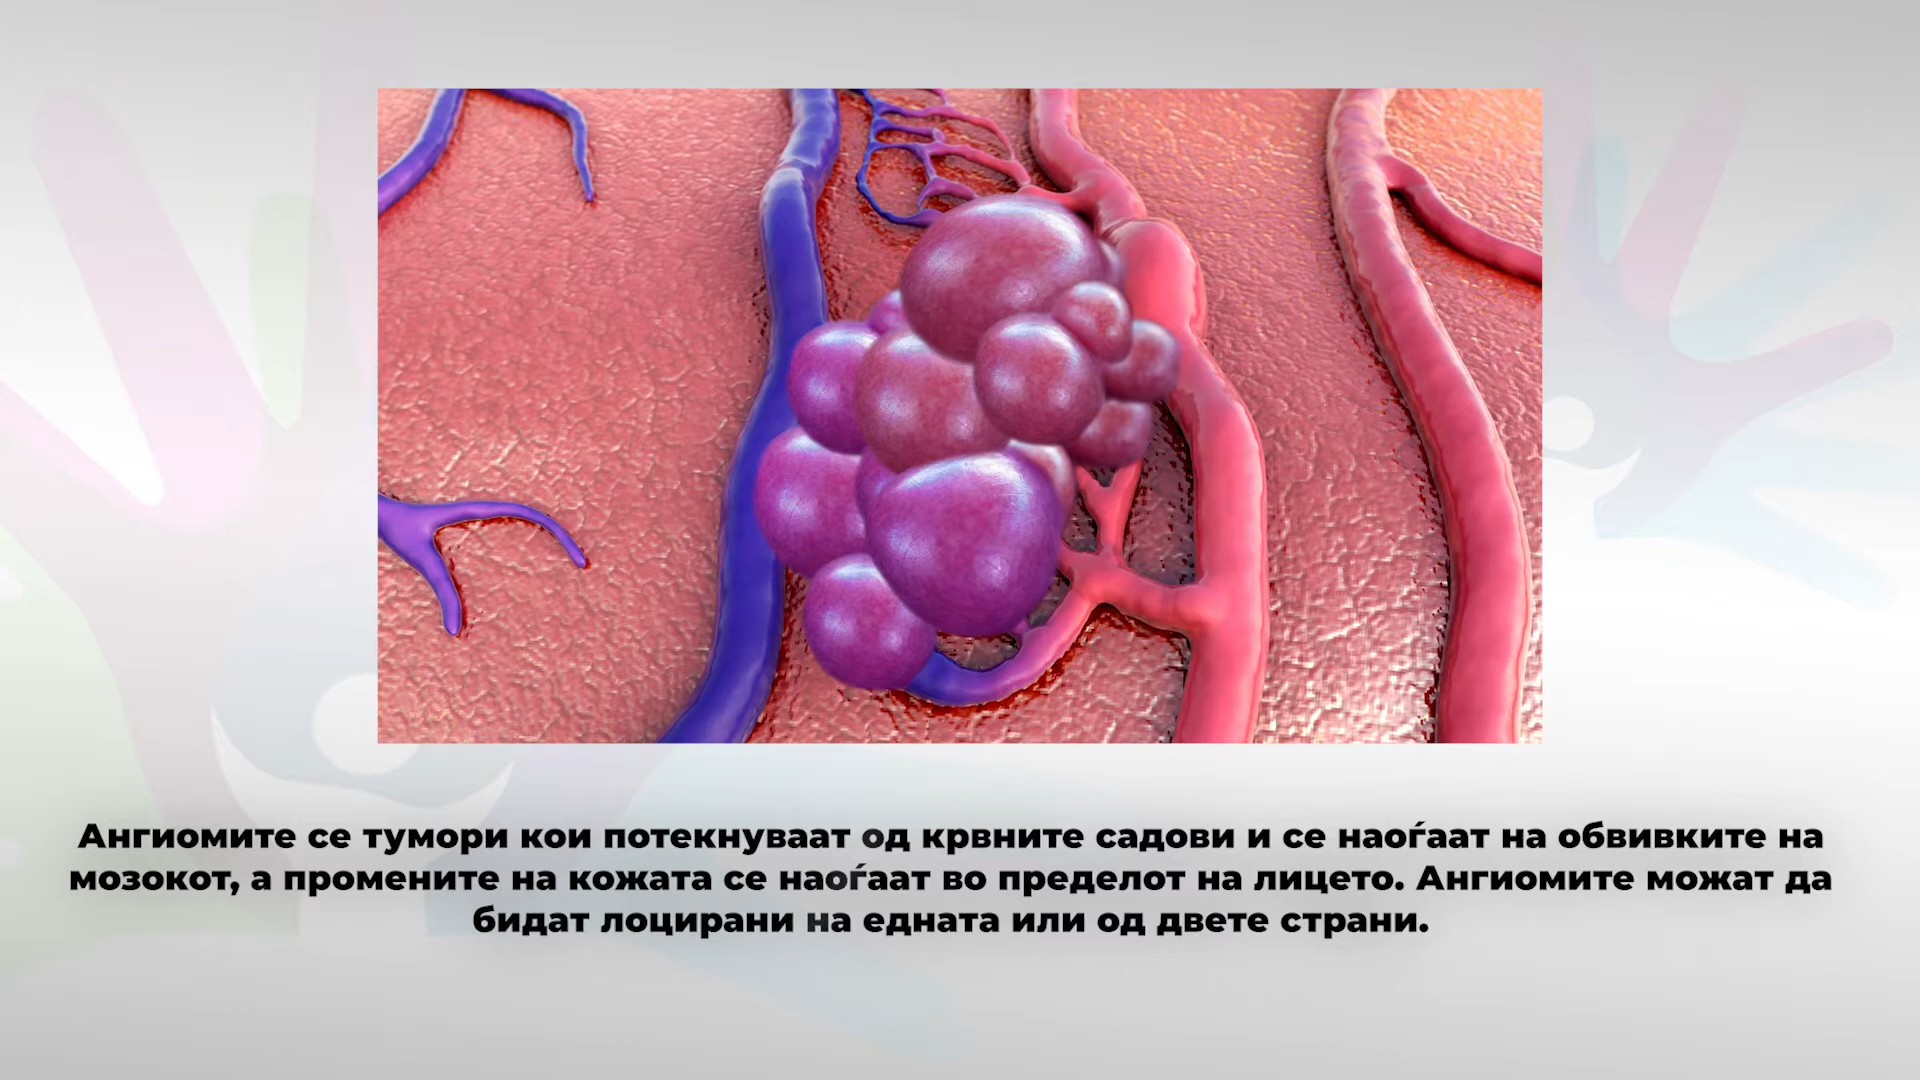 Ангиомите се тумори кои потекнуваат од крвните садови и се наоѓаат на обвивките на
мозокот, а промените на кожата се наоѓаат во пределот на лицето. Ангиомите можат да
бидат лоцирани на едната или од двете страни.